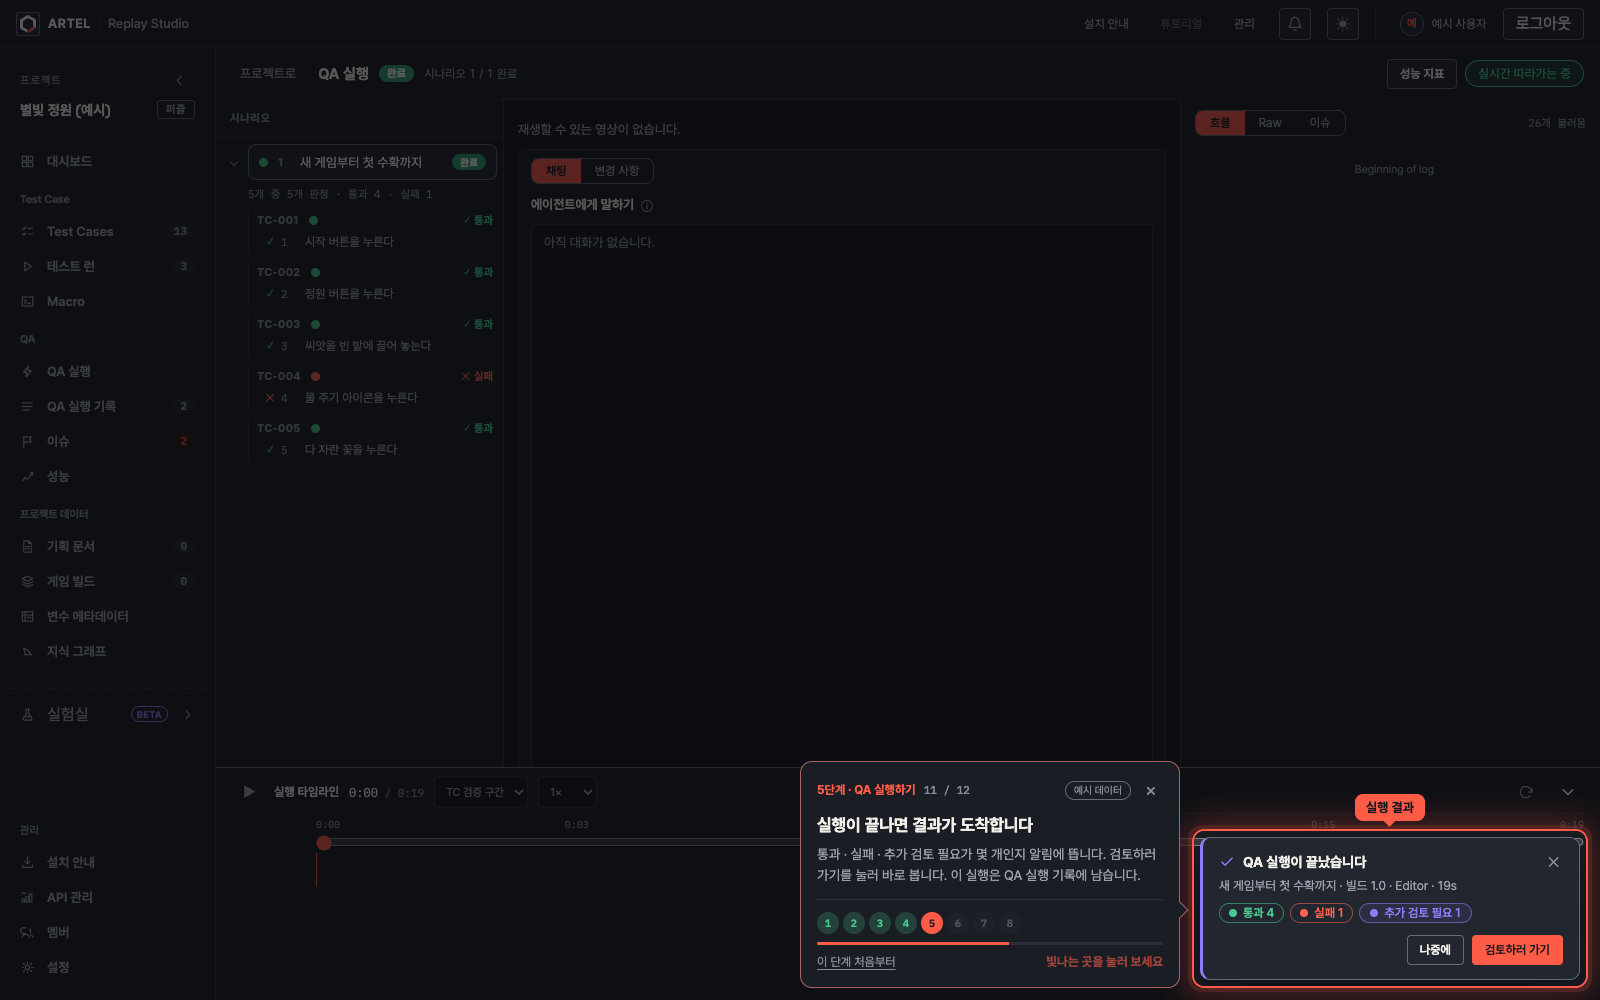 ARTEL
Replay Studio
설치 안내
튜토리얼
관리
예
예시 사용자
로그아웃
프로젝트
별빛 정원 (예시)
퍼즐
대시보드
Test Case
Test Cases
13
테스트 런
3
Macro
QA
QA 실행
QA 실행 기록
2
이슈
2
성능
프로젝트 데이터
기획 문서
0
게임 빌드
0
변수 메타데이터
지식 그래프
실험실
BETA
관리
설치 안내
API 관리
멤버
설정
프로젝트로
QA 실행
완료
시나리오 1 / 1 완료
성능 지표
실시간 따라가는 중
시나리오
1
새 게임부터 첫 수확까지
완료
5개 중 5개 판정 · 통과 4 · 실패 1
TC-001
✓ 통과
✓ 1 시작 버튼을 누른다
TC-002
✓ 통과
✓ 2 정원 버튼을 누른다
TC-003
✓ 통과
✓ 3 씨앗을 빈 밭에 끌어 놓는다
TC-004
✕ 실패
✕ 4 물 주기 아이콘을 누른다
TC-005
✓ 통과
✓ 5 다 자란 꽃을 누른다
재생할 수 있는 영상이 없습니다.
채팅
변경 사항
에이전트에게 말하기
아직 대화가 없습니다.
흐름
Raw
이슈
26개 불러옴
Beginning of log
실행 타임라인
0:00 / 0:19
TC 검증 구간
1×
0:00
0:03
0:15
0:19
5단계 · QA 실행하기 11 / 12
예시 데이터
실행이 끝나면 결과가 도착합니다
통과 · 실패 · 추가 검토 필요가 몇 개인지 알림에 뜹니다. 검토하러
가기를 눌러 바로 봅니다. 이 실행은 QA 실행 기록에 남습니다.
1 2 3 4 5 6 7 8
이 단계 처음부터
빛나는 곳을 눌러 보세요
실행 결과
QA 실행이 끝났습니다
새 게임부터 첫 수확까지 · 빌드 1.0 · Editor · 19s
통과 4
실패 1
추가 검토 필요 1
나중에
검토하러 가기